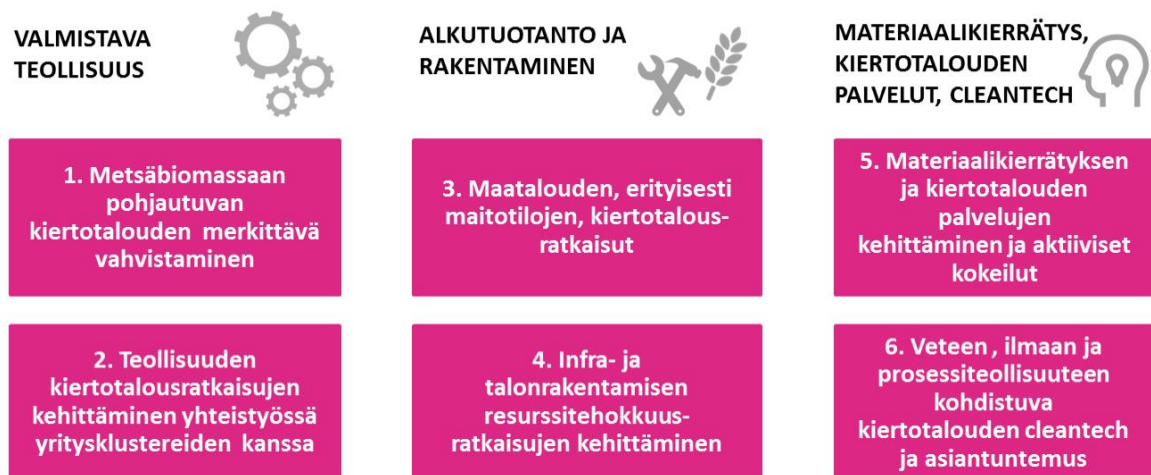 VALMISTAVA
TEOLLISUUS
1. Metsäbiomassaan
pohjautuvan
kiertotalouden merkittävä
vahvistaminen
2. Teollisuuden
kiertotalousratkaisujen
kehittäminen yhteistyössä
yritysklustereiden kanssa
ALKUTUOTANTO JA
RAKENTAMINEN
3. Maatalouden, erityisesti
maitotilojen, kiertotalous-
ratkaisut
4. Infra- ja
talonrakentamisen
resurssitehokkuus-
ratkaisujen kehittäminen
MATERIAALIKIERRÄTYS,
KIERTOTALOUDEN
PALVELUT, CLEANTECH
5. Materiaalikierrätyksen
ja kiertotalouden
palvelujen
kehittäminen ja aktiiviset
kokeilut
6. Veteen , ilmaan ja
prosessiteollisuuteen
kohdistuva
kiertotalouden cleantech
ja asiantuntemus